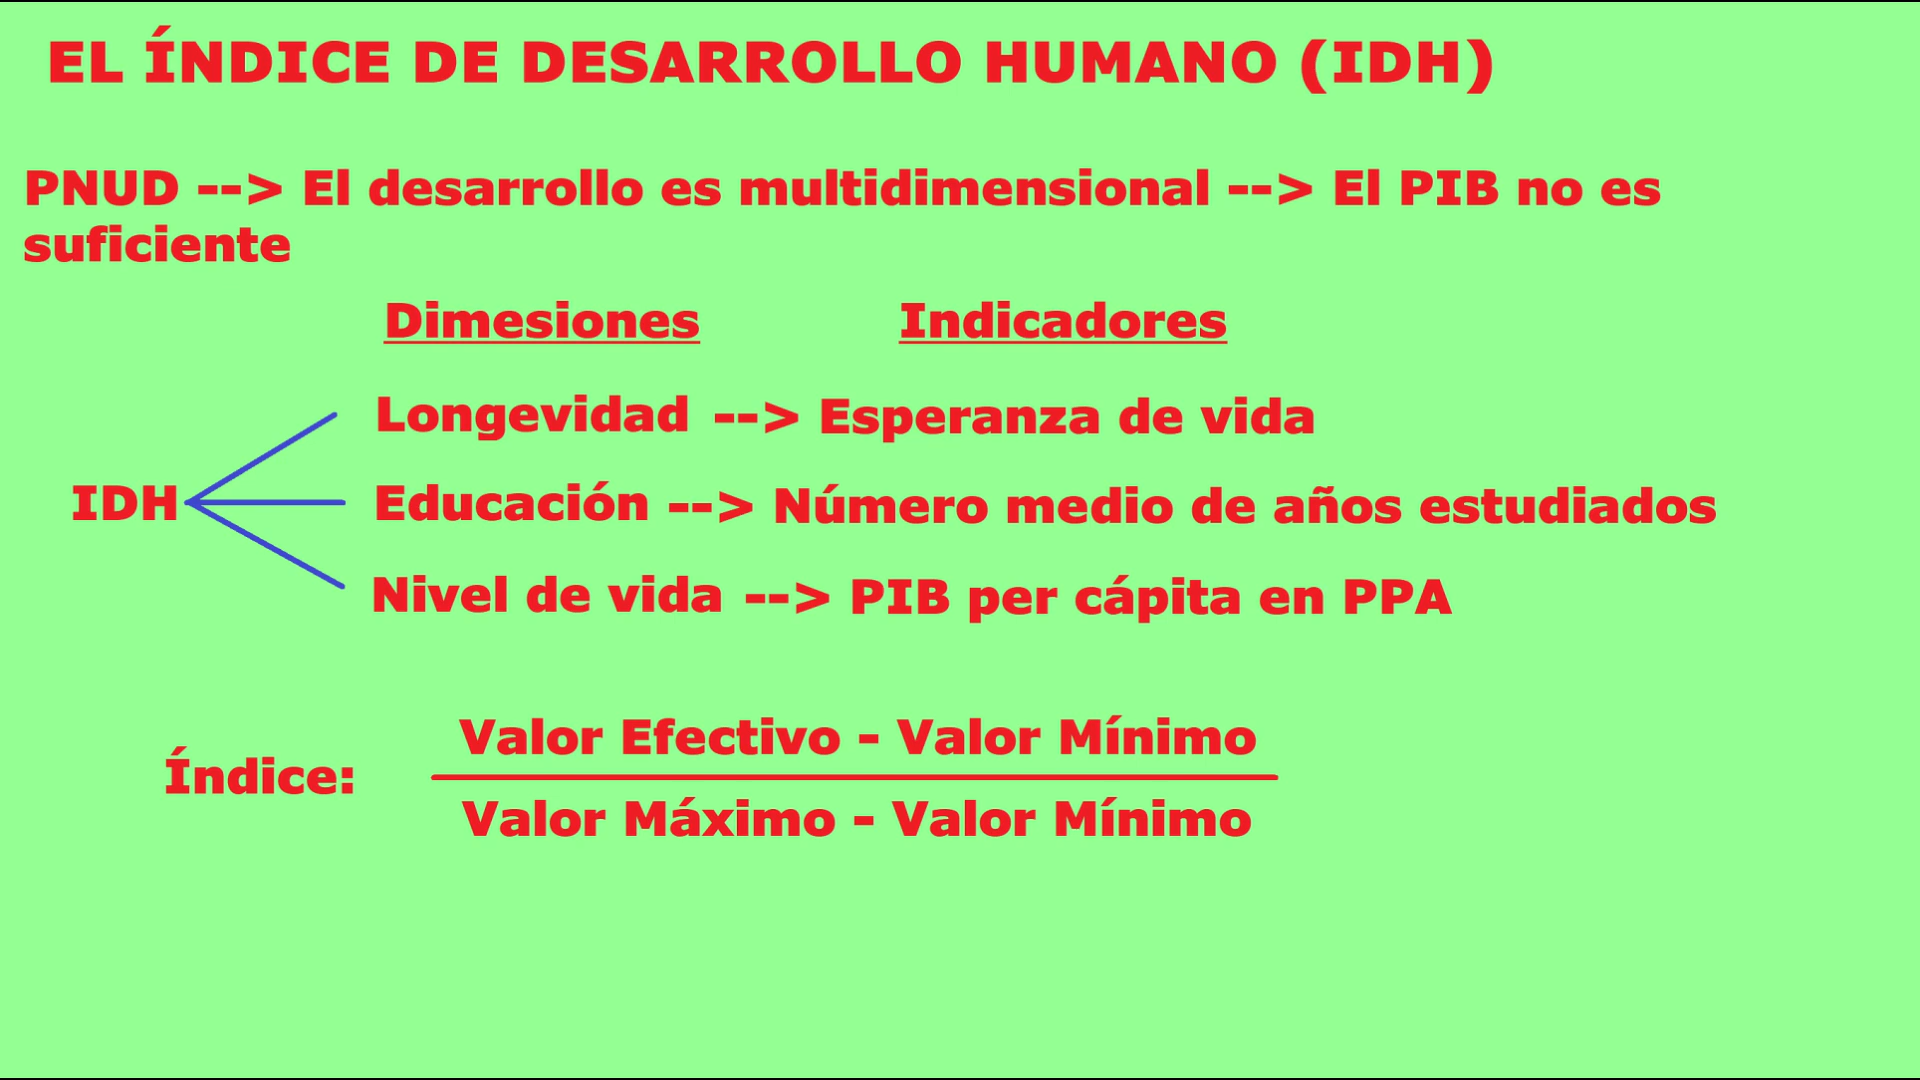 EL ÍNDICE DE DESARROLLO HUMANO (IDH)
PNUD --> El desarrollo es multidimensional --> El PIB no es
suficiente
Dimesiones Indicadores
Longevidad --> Esperanza de vida
IDH Educación --> Número medio de años estudiados
Nivel de vida --> PIB per cápita en PPA
Valor Efectivo - Valor Mínimo
Índice:
Valor Máximo - Valor Mínimo